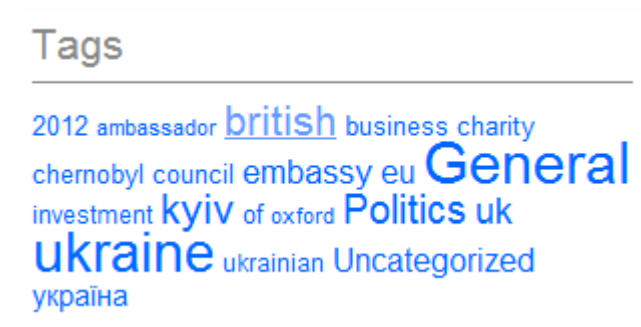 Tags
2012 ambassador british business charity
chernobyl council embassy eu General
investment kyiv of oxford Politics uk
ukraine ukrainian Uncategorized
україна